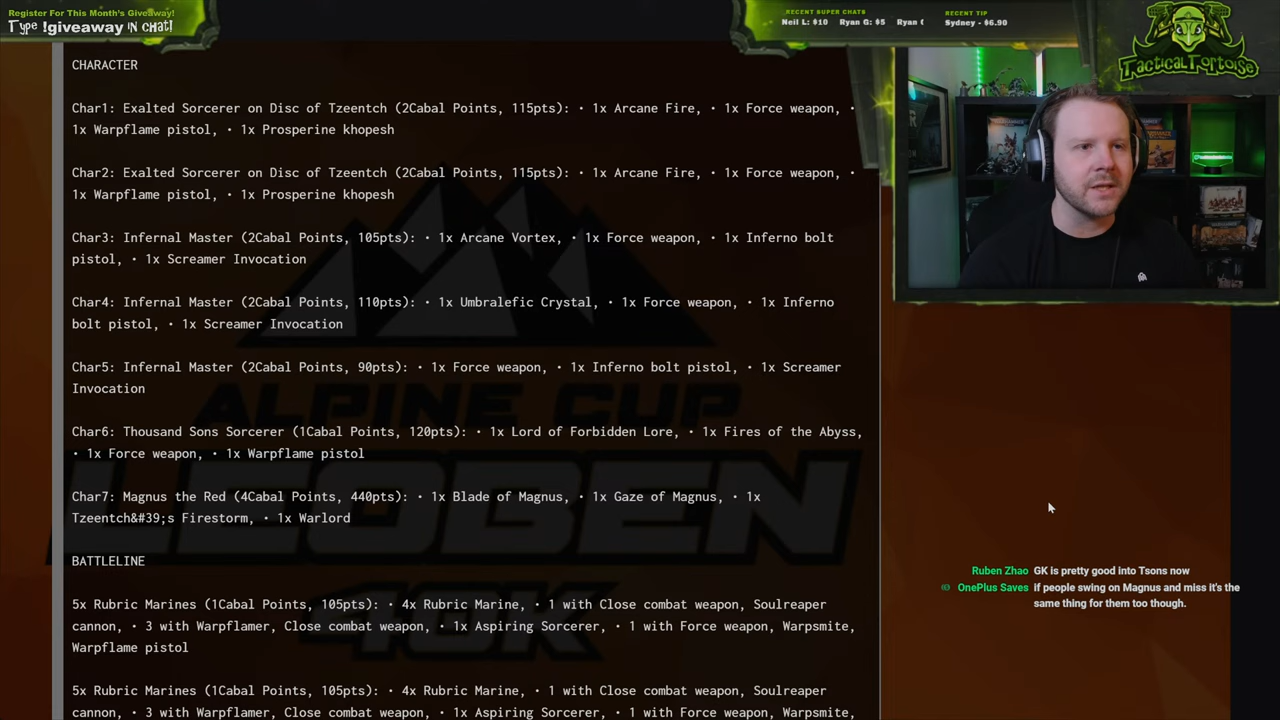 Register For This Month's Giveaway!
Type !giveaway in chat!
RECENT SUPER CHATS
Neil L: $10 Ryan G: $5 Ryan
RECENT TIP
Sydney - $6.90
TacticalTortoise
CHARACTER
Char1: Exalted Sorcerer on Disc of Tzeentch (2Cabal Points, 115pts): • 1x Arcane Fire, • 1x Force weapon, •
1x Warpflame pistol, • 1x Prosperine khopesh
Char2: Exalted Sorcerer on Disc of Tzeentch (2Cabal Points, 115pts): • 1x Arcane Fire, • 1x Force weapon, •
1x Warpflame pistol, • 1x Prosperine khopesh
Char3: Infernal Master (2Cabal Points, 105pts): • 1x Arcane Vortex, • 1x Force weapon, • 1x Inferno bolt
pistol, • 1x Screamer Invocation
Char4: Infernal Master (2Cabal Points, 110pts): • 1x Umbralefic Crystal, • 1x Force weapon, • 1x Inferno
bolt pistol, • 1x Screamer Invocation
Char5: Infernal Master (2Cabal Points, 90pts): • 1x Force weapon, • 1x Inferno bolt pistol, • 1x Screamer
Invocation
Char6: Thousand Sons Sorcerer (1Cabal Points, 120pts): • 1x Lord of Forbidden Lore, • 1x Fires of the Abyss,
• 1x Force weapon, • 1x Warpflame pistol
Char7: Magnus the Red (4Cabal Points, 440pts): • 1x Blade of Magnus, • 1x Gaze of Magnus, • 1x
Tzeentch&#39;s Firestorm, • 1x Warlord
BATTLELINE
5x Rubric Marines (1Cabal Points, 105pts): • 4x Rubric Marine, • 1 with Close combat weapon, Soulreaper
cannon, • 3 with Warpflamer, Close combat weapon, • 1x Aspiring Sorcerer, • 1 with Force weapon, Warpsmite,
Warpflame pistol
5x Rubric Marines (1Cabal Points, 105pts): • 4x Rubric Marine, • 1 with Close combat weapon, Soulreaper
cannon, • 3 with Warpflamer, Close combat weapon, • 1x Aspiring Sorcerer, • 1 with Force weapon, Warpsmite,
ALPINE CUP
LEOBEN
40K
Ruben Zhao GK is pretty good into Tsons now
OnePlus Saves if people swing on Magnus and miss it's the
same thing for them too though.